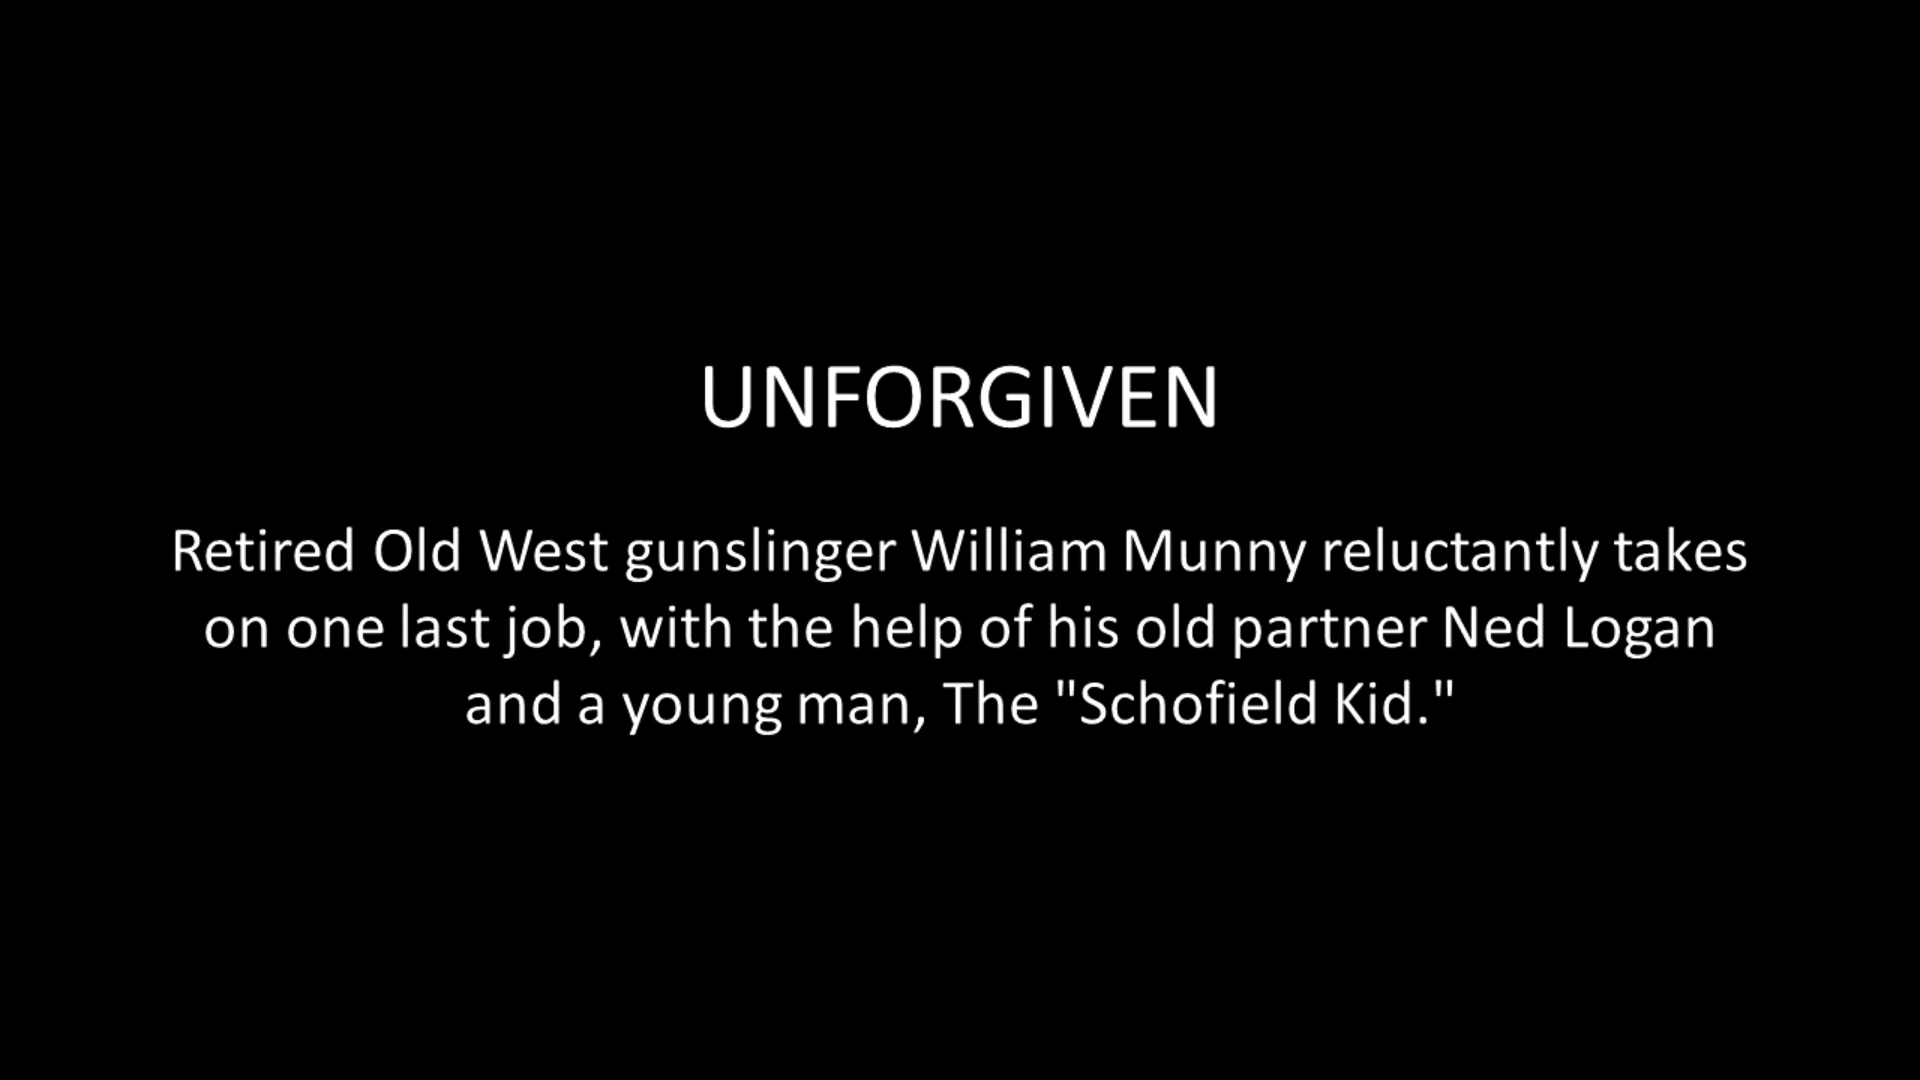 UNFORGIVEN
Retired Old West gunslinger William Munny reluctantly takes
on one last job, with the help of his old partner Ned Logan
and a young man, The "Schofield Kid."